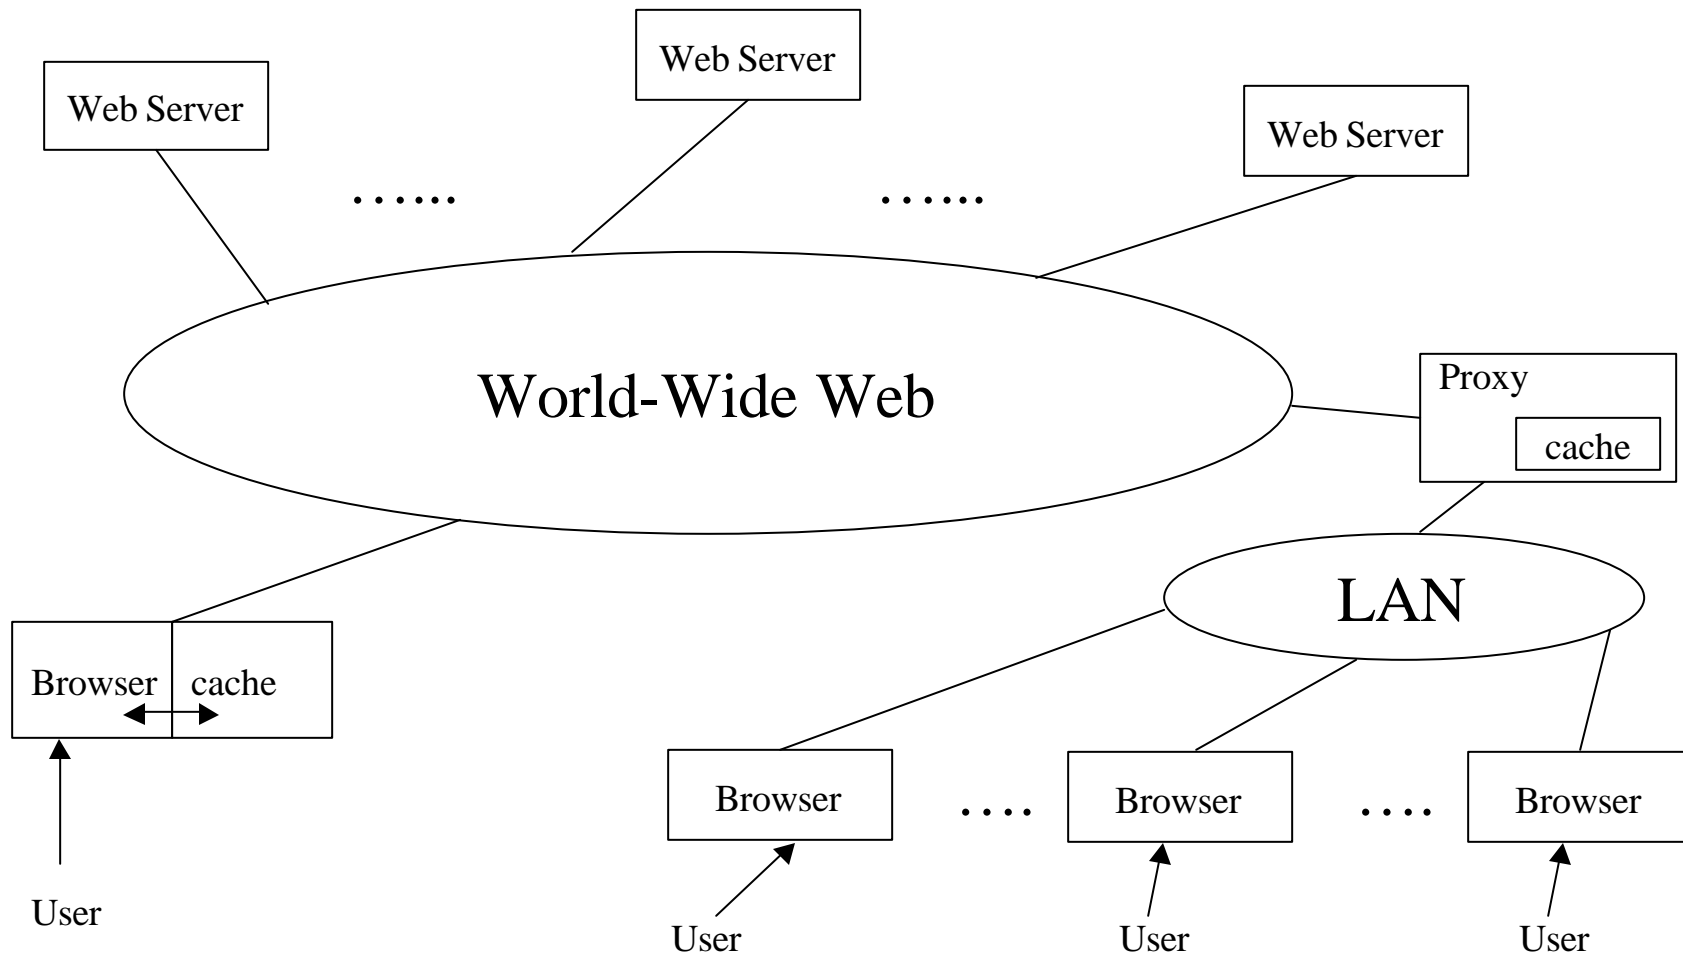 Web Server
Web Server
Web Server
…...
…...
World-Wide Web
Proxy
cache
LAN
Browser
cache
Browser
….
Browser
….
Browser
User
User
User
User